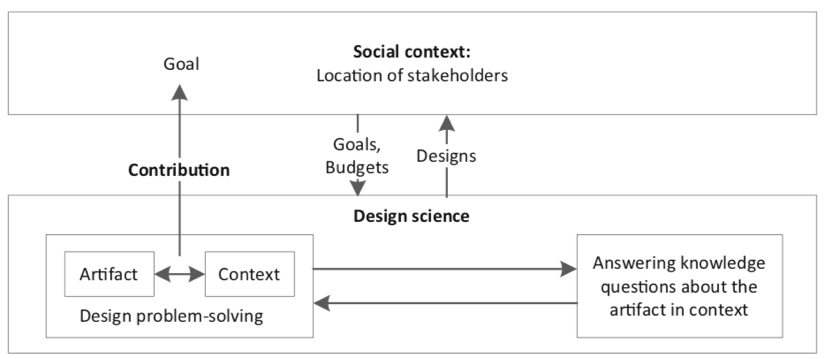 Social context:
Goal
Location of stakeholders
Goals,
Budgets
Designs
Contribution
Design science
Artifact
Context
Design problem-solving
Answering knowledge
questions about the
artifact in context